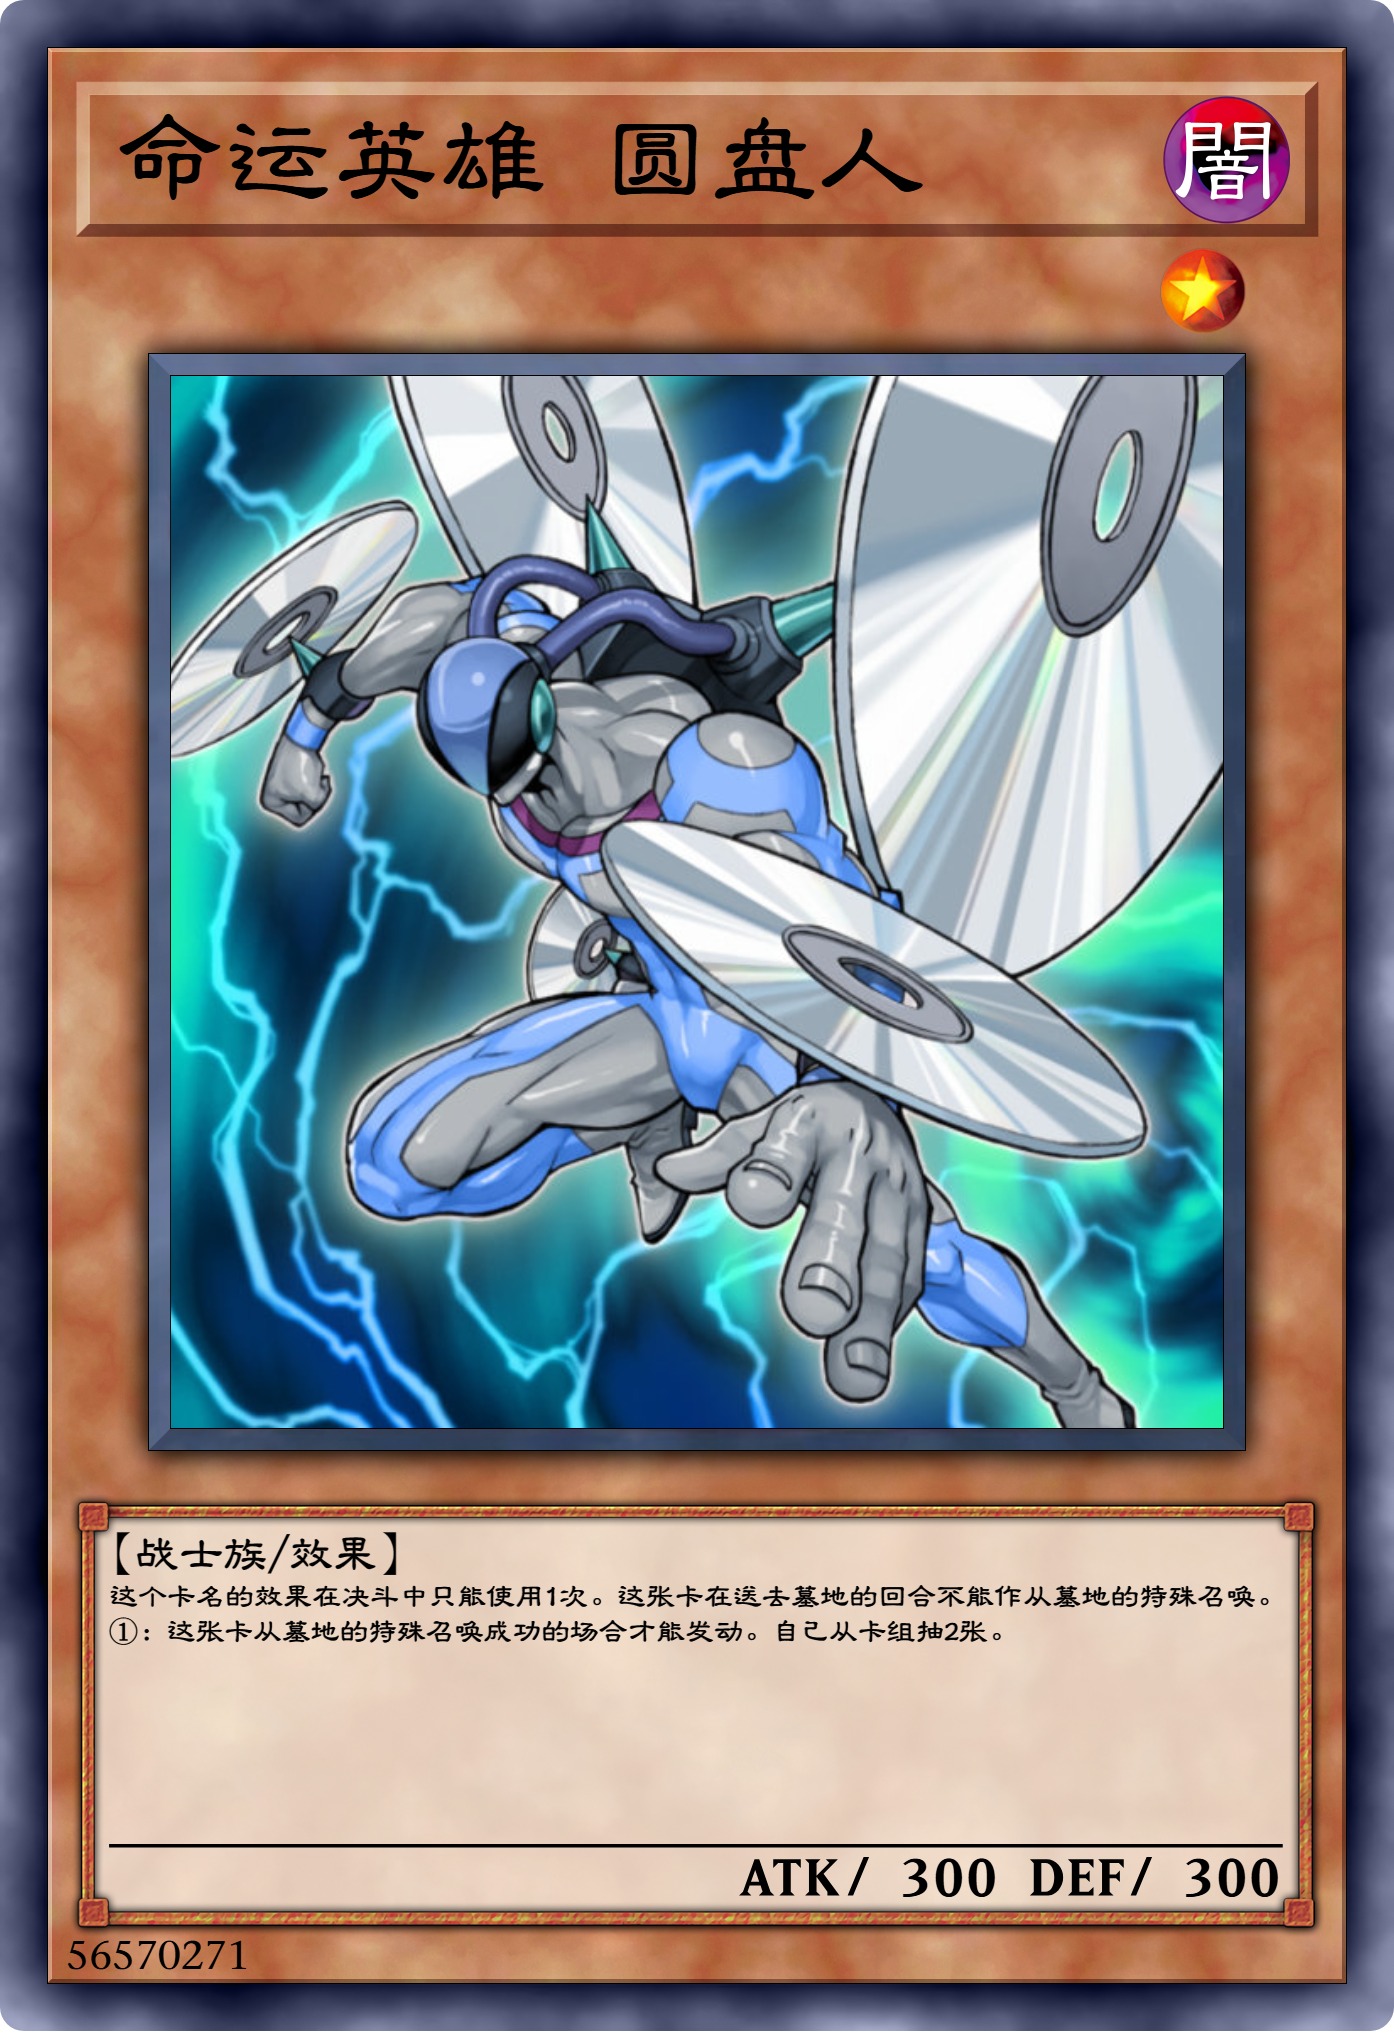 命运英雄 圆盘人
闇
【战士族/效果】
这个卡名的效果在决斗中只能使用1次。这张卡在送去墓地的回合不能作从墓地的特殊召唤。
①：这张卡从墓地的特殊召唤成功的场合才能发动。自己从卡组抽2张。
ATK/ 300 DEF/ 300
56570271